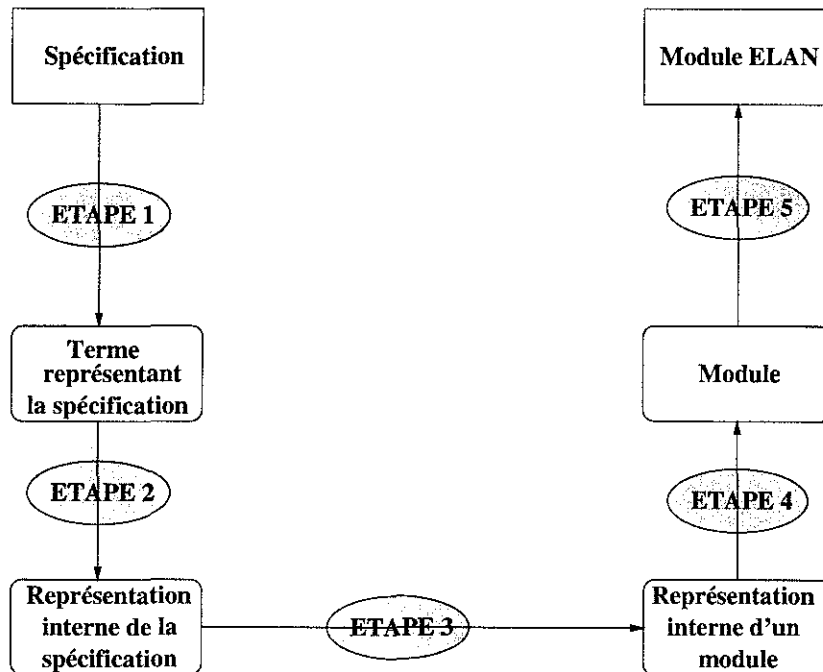 Spécification
Module ELAN
ETAPE 1
ETAPE 5
Terme
représentant
la spécification
Module
ETAPE 2
ETAPE 4
Représentation
interne de la
spécification
ETAPE 3
Représentation
interne d'un
module